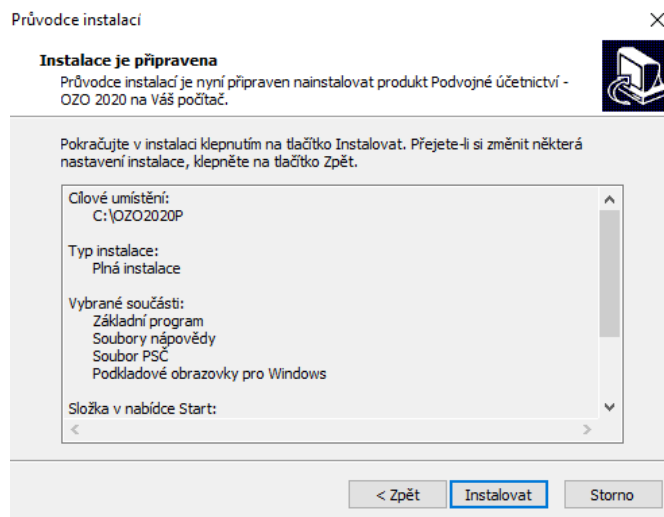 Průvodce instalací
Instalace je připravena
Průvodce instalací je nyní připraven nainstalovat produkt Podvojné účetnictví -
OZO 2020 na Váš počítač.
Pokračujte v instalaci klepnutím na tlačítko Instalovat. Přejete-li si změnit některá
nastavení instalace, klepněte na tlačítko Zpět.
Cílové umístění:
C:\OZO2020P
Typ instalace:
Plná instalace
Vybrané součásti:
Základní program
Soubory nápovědy
Soubor PSČ
Podkladové obrazovky pro Windows
Složka v nabídce Start:
< Zpět
Instalovat
Storno